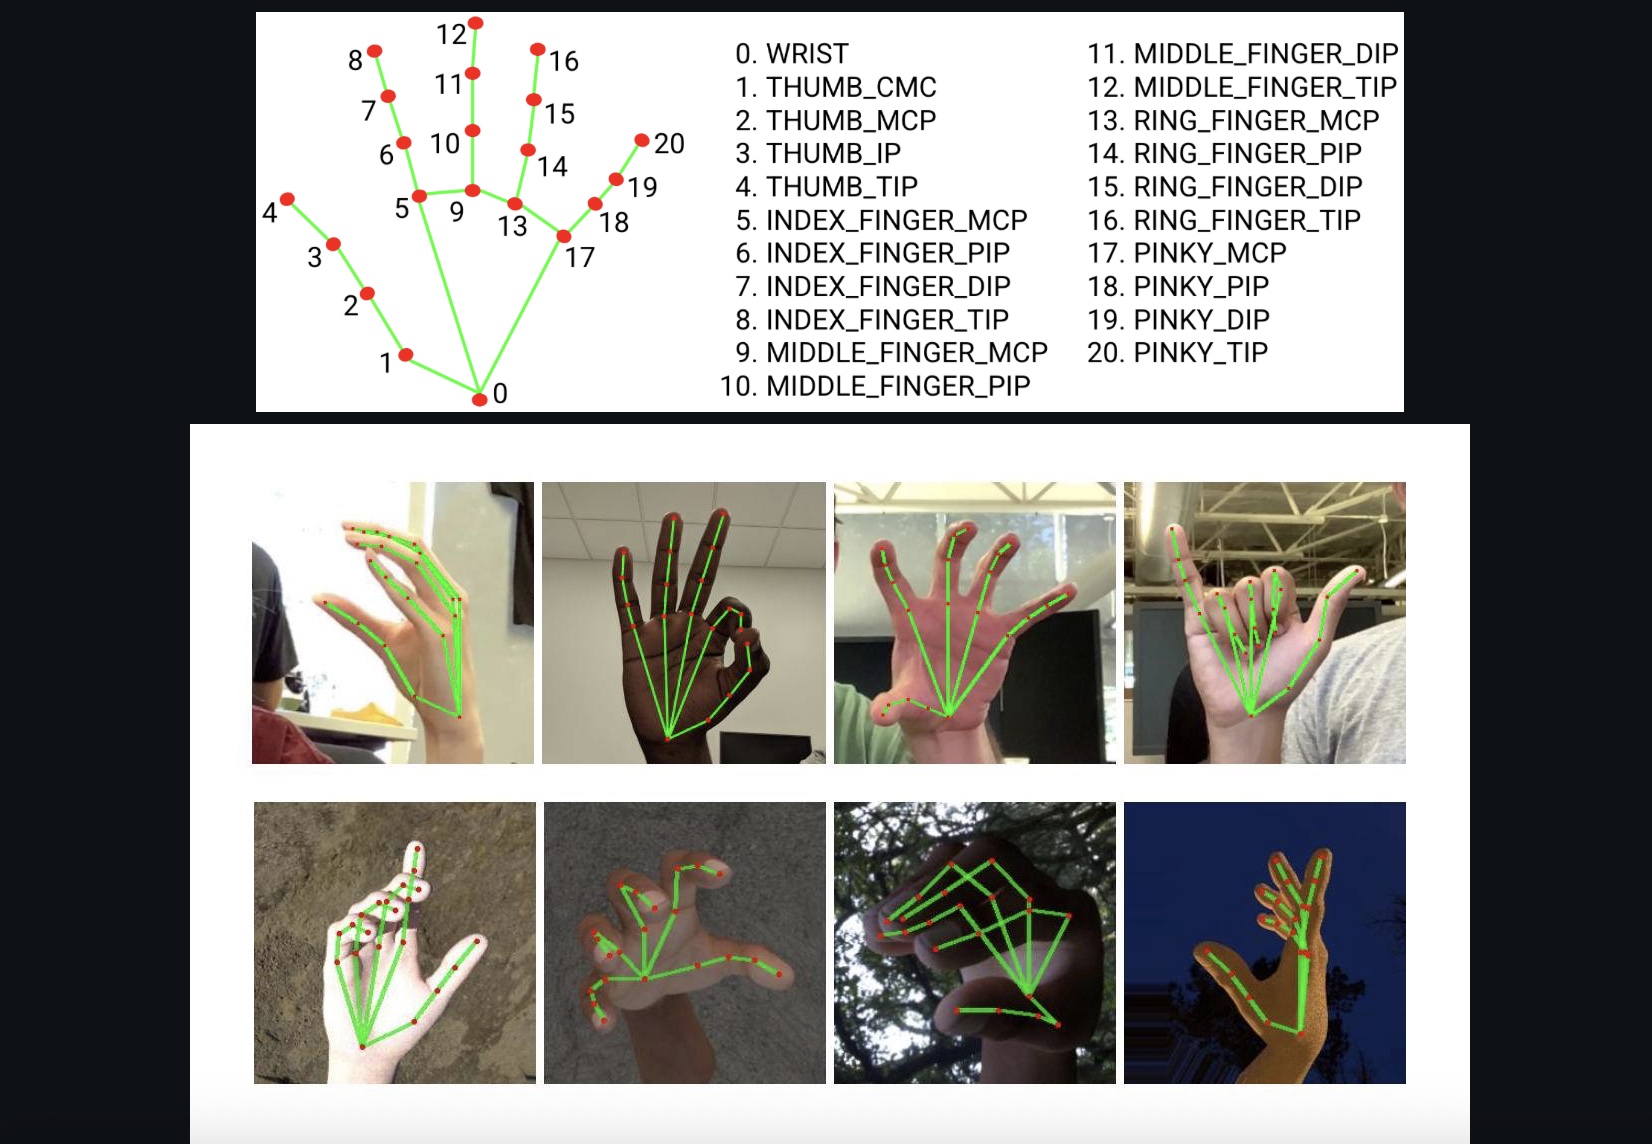 12
8
16
11
7
15
10
6
14
20
19
4
5
9
18
13
3
17
2
1
0
0. WRIST
1. THUMB_CMC
2. THUMB_MCP
3. THUMB_IP
4. THUMB_TIP
5. INDEX_FINGER_MCP
6. INDEX_FINGER_PIP
7. INDEX_FINGER_DIP
8. INDEX_FINGER_TIP
9. MIDDLE_FINGER_MCP
10. MIDDLE_FINGER_PIP
11. MIDDLE_FINGER_DIP
12. MIDDLE_FINGER_TIP
13. RING_FINGER_MCP
14. RING_FINGER_PIP
15. RING_FINGER_DIP
16. RING_FINGER_TIP
17. PINKY_MCP
18. PINKY_PIP
19. PINKY_DIP
20. PINKY_TIP